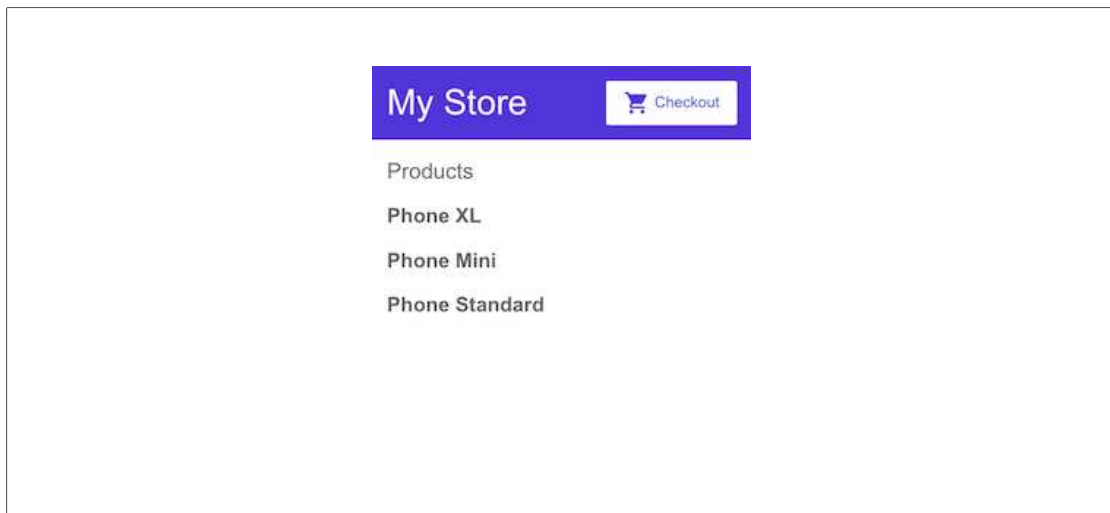 My Store
Checkout
Products
Phone XL
Phone Mini
Phone Standard